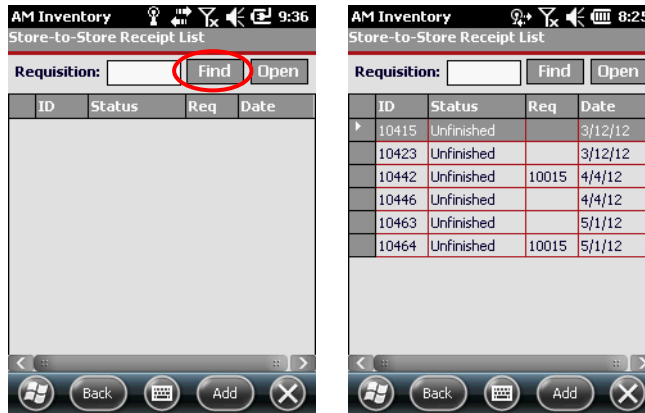 AM Inventory 9:36
Store-to-Store Receipt List
Requisition: Find Open
ID Status Req Date
Back Add
AM Inventory 8:25
Store-to-Store Receipt List
Requisition: Find Open
ID Status Req Date
10415 Unfinished 3/12/12
10423 Unfinished 3/12/12
10442 Unfinished 10015 4/4/12
10446 Unfinished 4/4/12
10463 Unfinished 5/1/12
10464 Unfinished 10015 5/1/12
Back Add